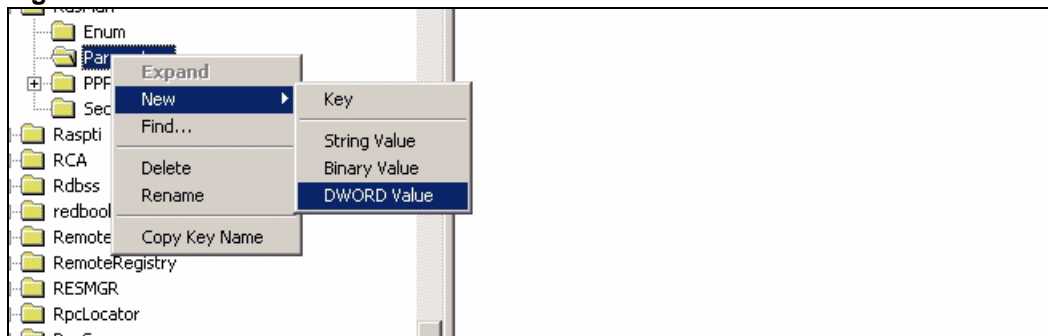 Enum
Expand
PPP
New
Key
Find...
String Value
Raspti
RCA
Delete
Binary Value
Rdbss
Rename
DWORD Value
Copy Key Name
RemoteRegistry
RESMGR
RpcLocator